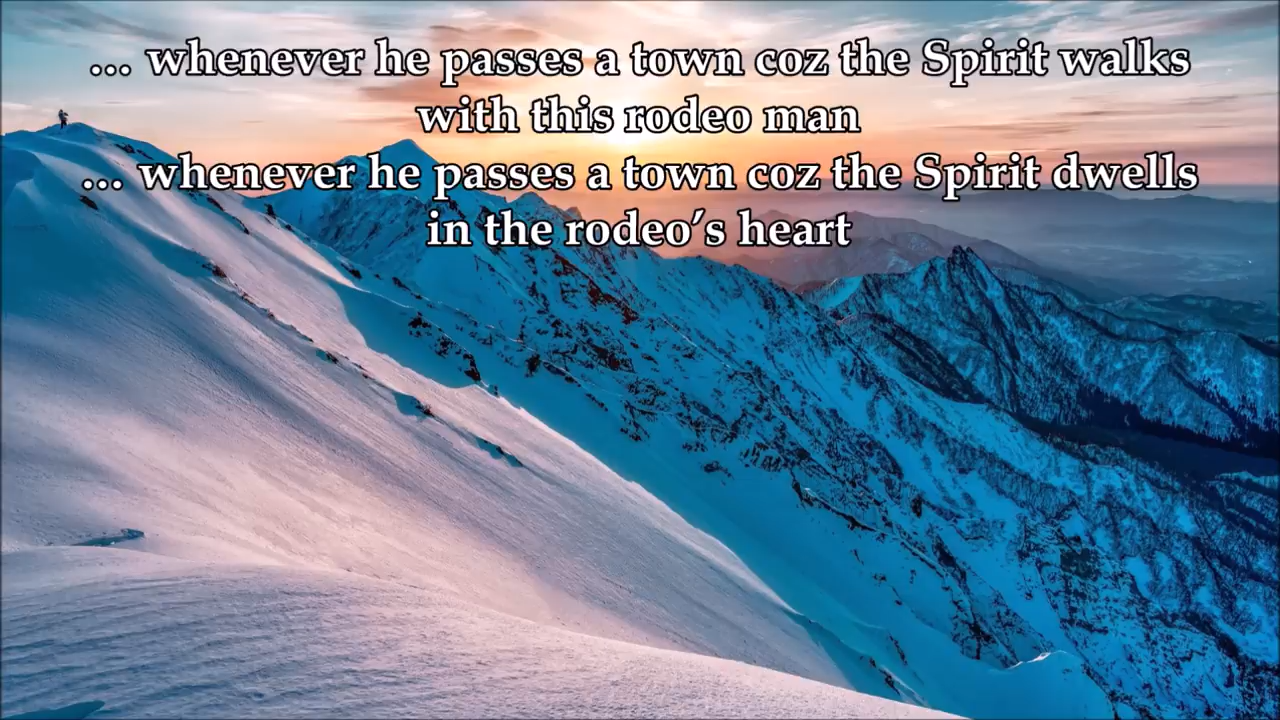 ... whenever he passes a town coz the Spirit walks
with this rodeo man
... whenever he passes a town coz the Spirit dwells
in the rodeo’s heart